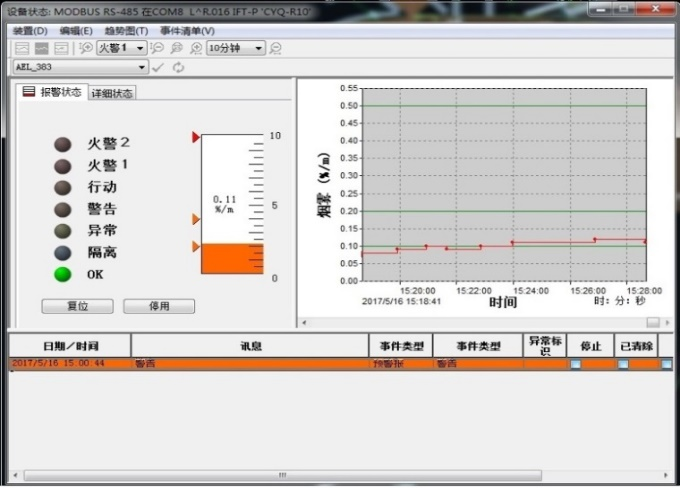 设备状态: MODBUS RS-485 在COM8 L^R.016 IFT-P 'CYQ-R10'
装置(D) 编辑(E) 趋势图(T) 事件清单(V)
火警1 10分钟
AEL_383
报警状态 详细状态
火警2
火警1
行动
警告
异常
隔离
OK
复位 停用
10
5
0
0.11
%/m
0.55
0.50
0.45
0.40
0.35
0.30
0.25
0.20
0.15
0.10
0.05
0.00
烟雾 (%/m)
15:20:00 15:22:00 15:24:00 15:26:00 15:28:00
2017/5/16 15:18:41 时间 时: 分: 秒
日期/时间 讯息 事件类型 事件类型 异常标识 停止 已清除
2017/5/16 15:00:44 警告 预警报 警告